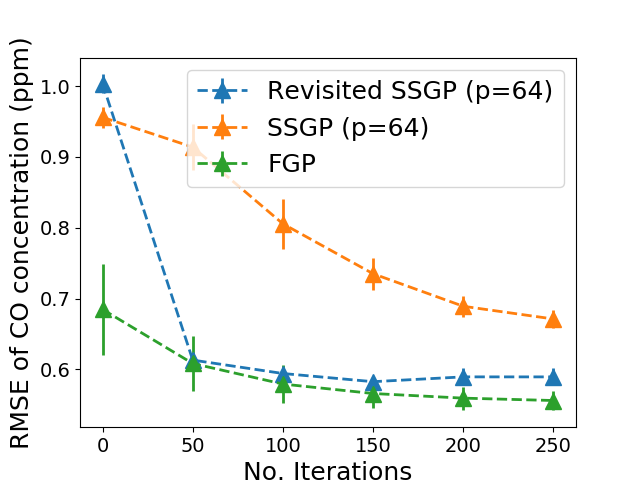 RMSE of CO concentration (ppm)
1.0
0.9
0.8
0.7
0.6
Revisited SSGP (p=64)
SSGP (p=64)
FGP
0 50 100 150 200 250
No. Iterations